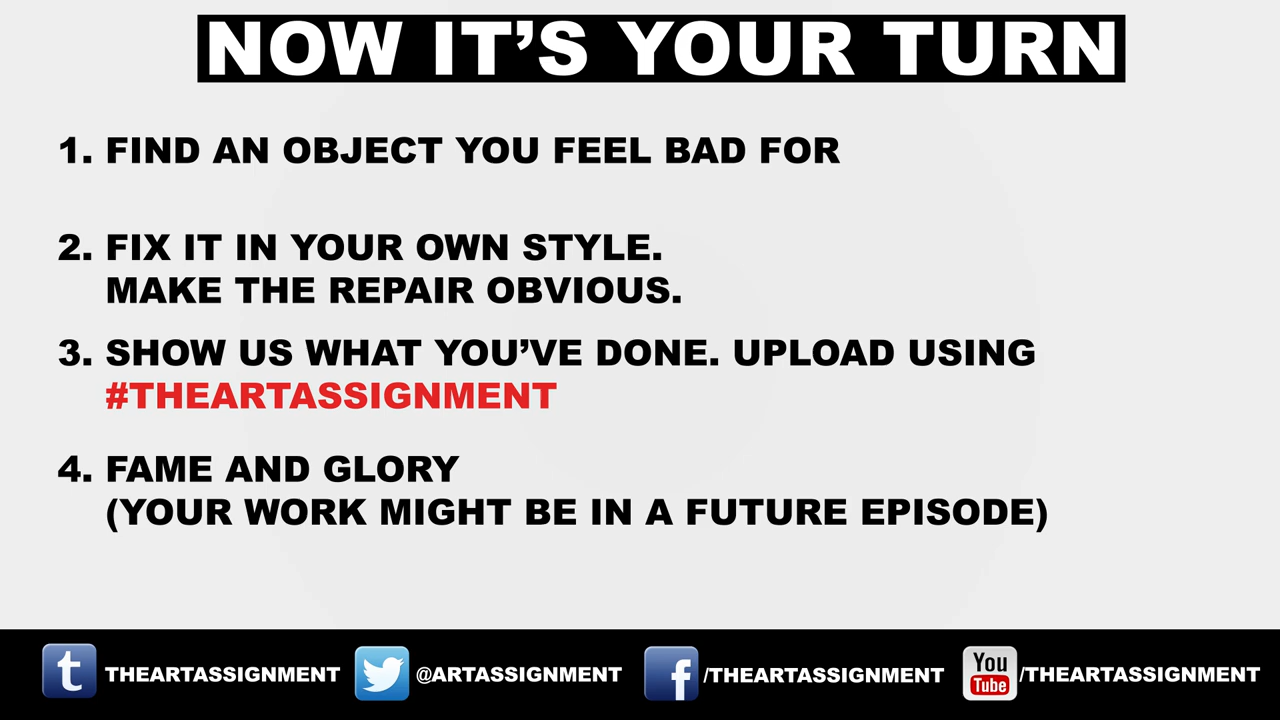 NOW IT'S YOUR TURN
1. FIND AN OBJECT YOU FEEL BAD FOR
2. FIX IT IN YOUR OWN STYLE.
MAKE THE REPAIR OBVIOUS.
3. SHOW US WHAT YOU'VE DONE. UPLOAD USING
#THEARTASSIGNMENT
4. FAME AND GLORY
(YOUR WORK MIGHT BE IN A FUTURE EPISODE)
t THEARTASSIGNMENT @ARTASSIGNMENT f /THEARTASSIGNMENT You Tube /THEARTASSIGNMENT